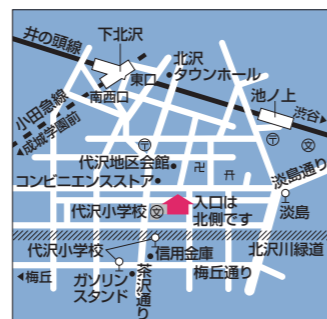 井の頭線
下北沢
東口
南西口
小田急線
◀成城学園前
北沢
タウンホール
池ノ上
渋谷▶
〒
文
〒
代沢地区会館
卍
コンビニエンスストア
淡島通り
代沢小学校 文
入口は
北側です
淡島
代沢小学校
信用金庫
北沢川緑道
◀梅丘
ガソリン
スタンド
茶沢通り
梅丘通り